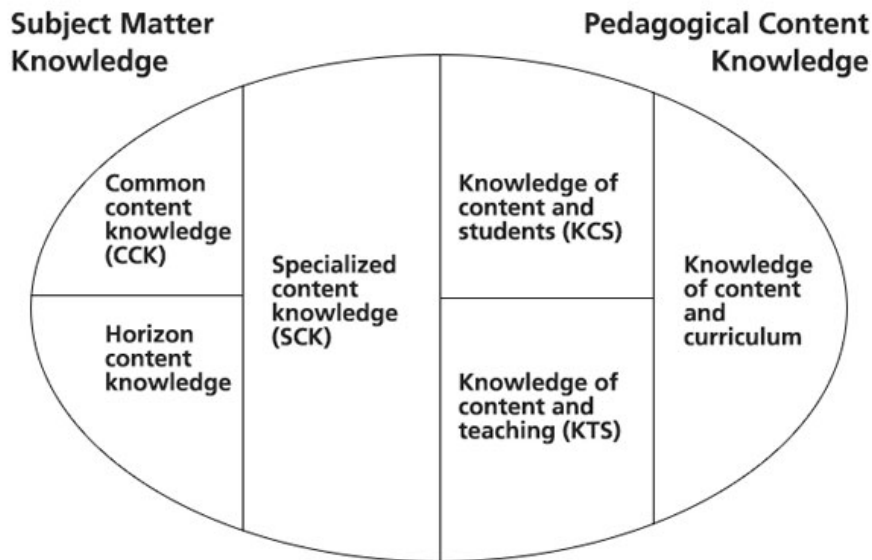 Subject Matter
Knowledge
Pedagogical Content
Knowledge
Common
content
knowledge
(CCK)
Horizon
content
knowledge
Specialized
content
knowledge
(SCK)
Knowledge of
content and
students (KCS)
Knowledge of
content and
teaching (KTS)
Knowledge
of content
and
curriculum